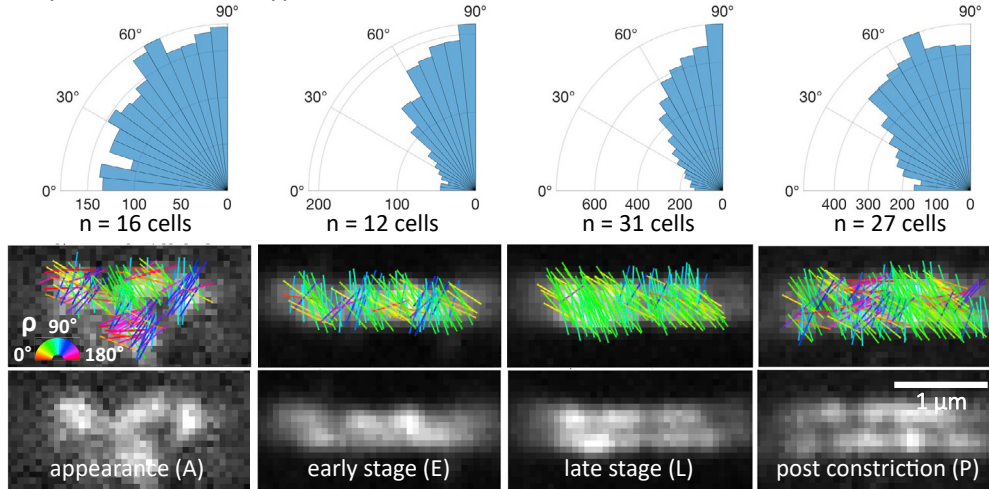 90° 90° 90° 90°
60° 60° 60° 60°
30° 30° 30° 30°
0° 0° 0° 0°
150 100 50 0 200 100 0 600 400 200 0 400 300 200 100 0
n = 16 cells n = 12 cells n = 31 cells n = 27 cells
ρ 90°
0° 180°
1 µm
appearance (A) early stage (E) late stage (L) post constriction (P)